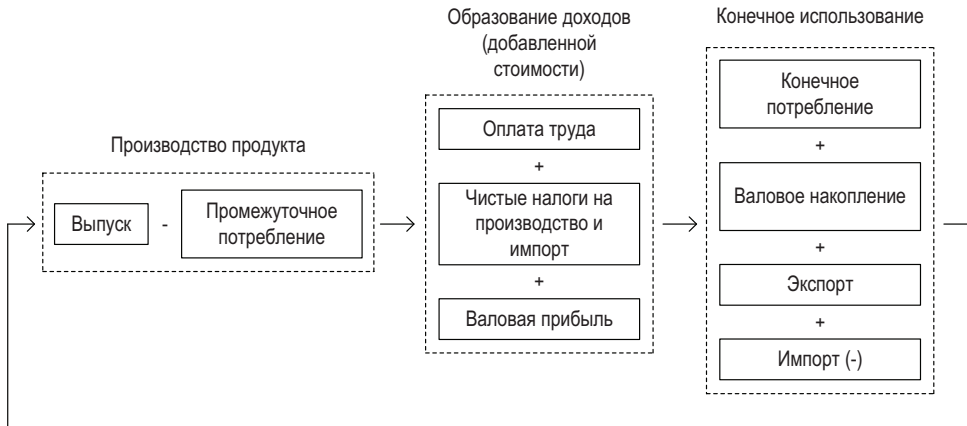 Производство продукта
Выпуск
-
Промежуточное
потребление
Образование доходов
(добавленной
стоимости)
Оплата труда
+
Чистые налоги на
производство и
импорт
+
Валовая прибыль
Конечное использование
Конечное
потребление
+
Валовое накопление
+
Экспорт
+
Импорт (-)